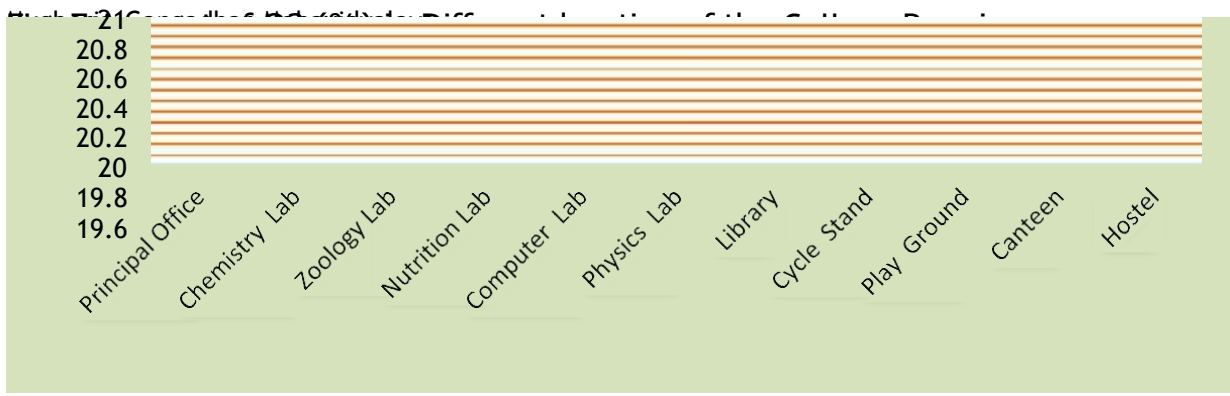 21
20.8
20.6
20.4
20.2
20
19.8
19.6
Principal Office
Chemistry Lab
Zoology Lab
Nutrition Lab
Computer Lab
Physics Lab
Library
Cycle Stand
Play Ground
Canteen
Hostel